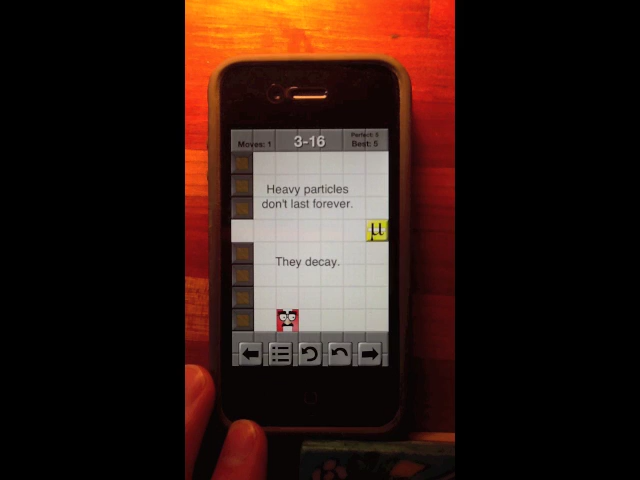 Perfect: 5
Moves: 1 3-16 Best: 5
Heavy particles
don't last forever.
μ
They decay.